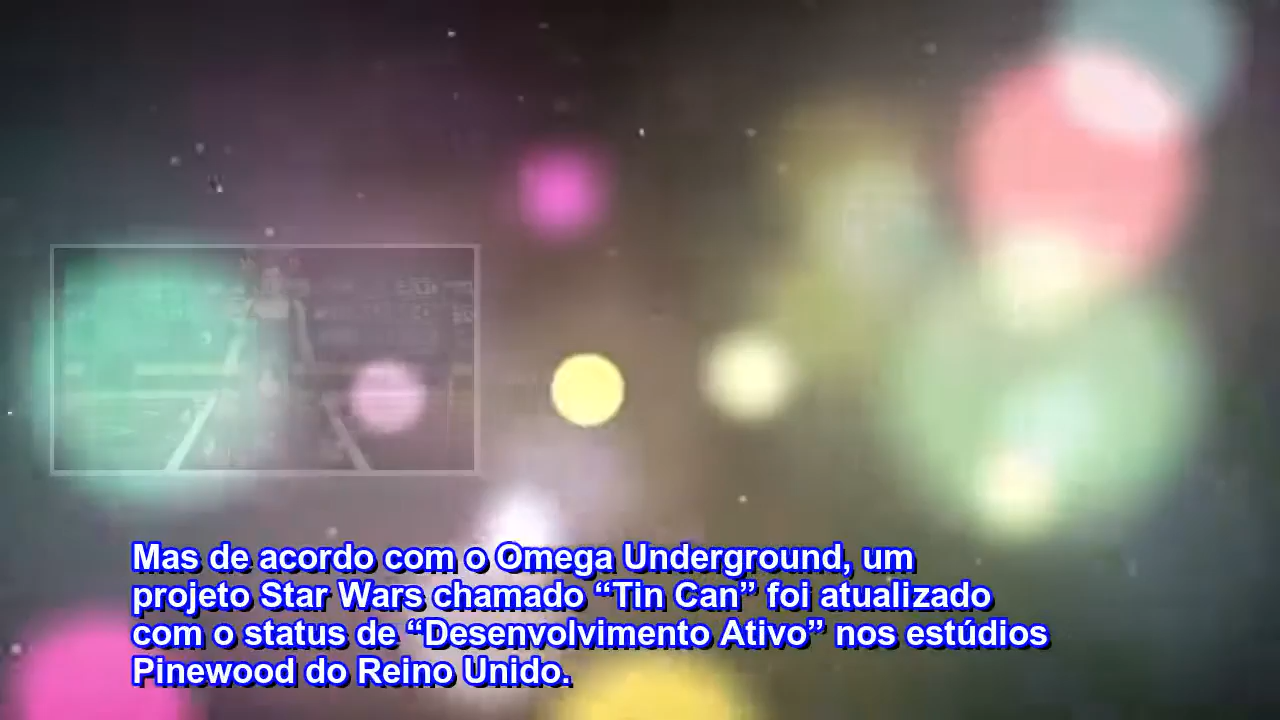 Mas de acordo com o Omega Underground, um
projeto Star Wars chamado “Tin Can” foi atualizado
com o status de “Desenvolvimento Ativo” nos estúdios
Pinewood do Reino Unido.